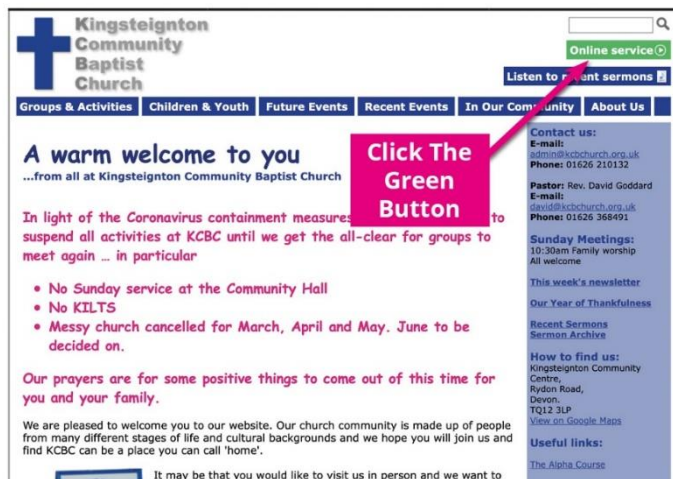 Kingsteignton
Community
Baptist
Church
Online service
Listen to re ent sermons
Groups & Activities
Children & Youth
Future Events
Recent Events
In Our Com unity
About Us
A warm welcome to you
...from all at Kingsteignton Community Baptist Church
Click The
Green
Button
In light of the Coronavirus containment measures to
suspend all activities at KCBC until we get the all-clear for groups to
meet again ... in particular
• No Sunday service at the Community Hall
• No KILTS
• Messy church cancelled for March, April and May. June to be
decided on.
Our prayers are for some positive things to come out of this time for
you and your family.
We are pleased to welcome you to our website. Our church community is made up of people
from many different stages of life and cultural backgrounds and we hope you will join us and
find KCBC can be a place you can call 'home'.
It may be that you would like to visit us in person and we want to
Contact us:
E-mail:
admin@kcbchurch.org.uk
Phone: 01626 210132
Pastor: Rev. David Goddard
E-mail:
david@kcbchurch.org.uk
Phone: 01626 368491
Sunday Meetings:
10:30am Family worship
All welcome
This week's newsletter
Our Year of Thankfulness
Recent Sermons
Sermon Archive
How to find us:
Kingsteignton Community
Centre,
Rydon Road,
Devon.
TQ12 3LP
View on Google Maps
Useful links:
The Alpha Course